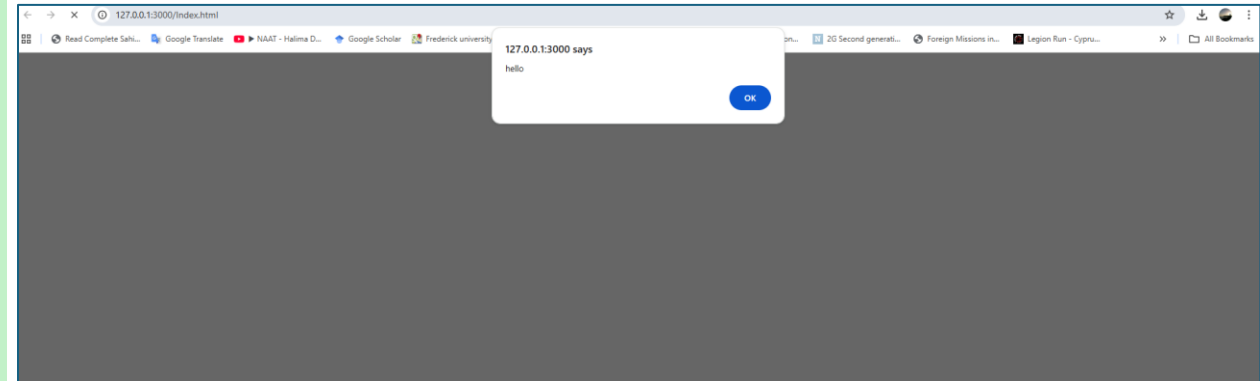 127.0.0.1:3000/Index.html
Read Complete Sahi... Google Translate NAAT - Halima D... Google Scholar Frederick university on... 2G Second generati... Foreign Missions in... Legion Run - Cypru... All Bookmarks
127.0.0.1:3000 says
hello
OK